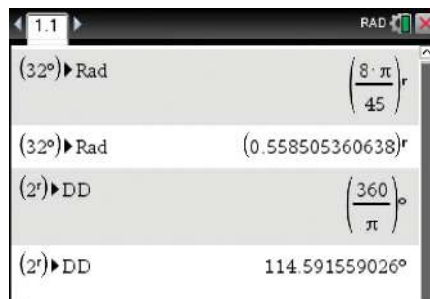 1.1 RAD
(32°)▶Rad (8·π/45)ʳ
(32°)▶Rad (0.558505360638)ʳ
(2ʳ)▶DD (360/π)°
(2ʳ)▶DD 114.591559026°